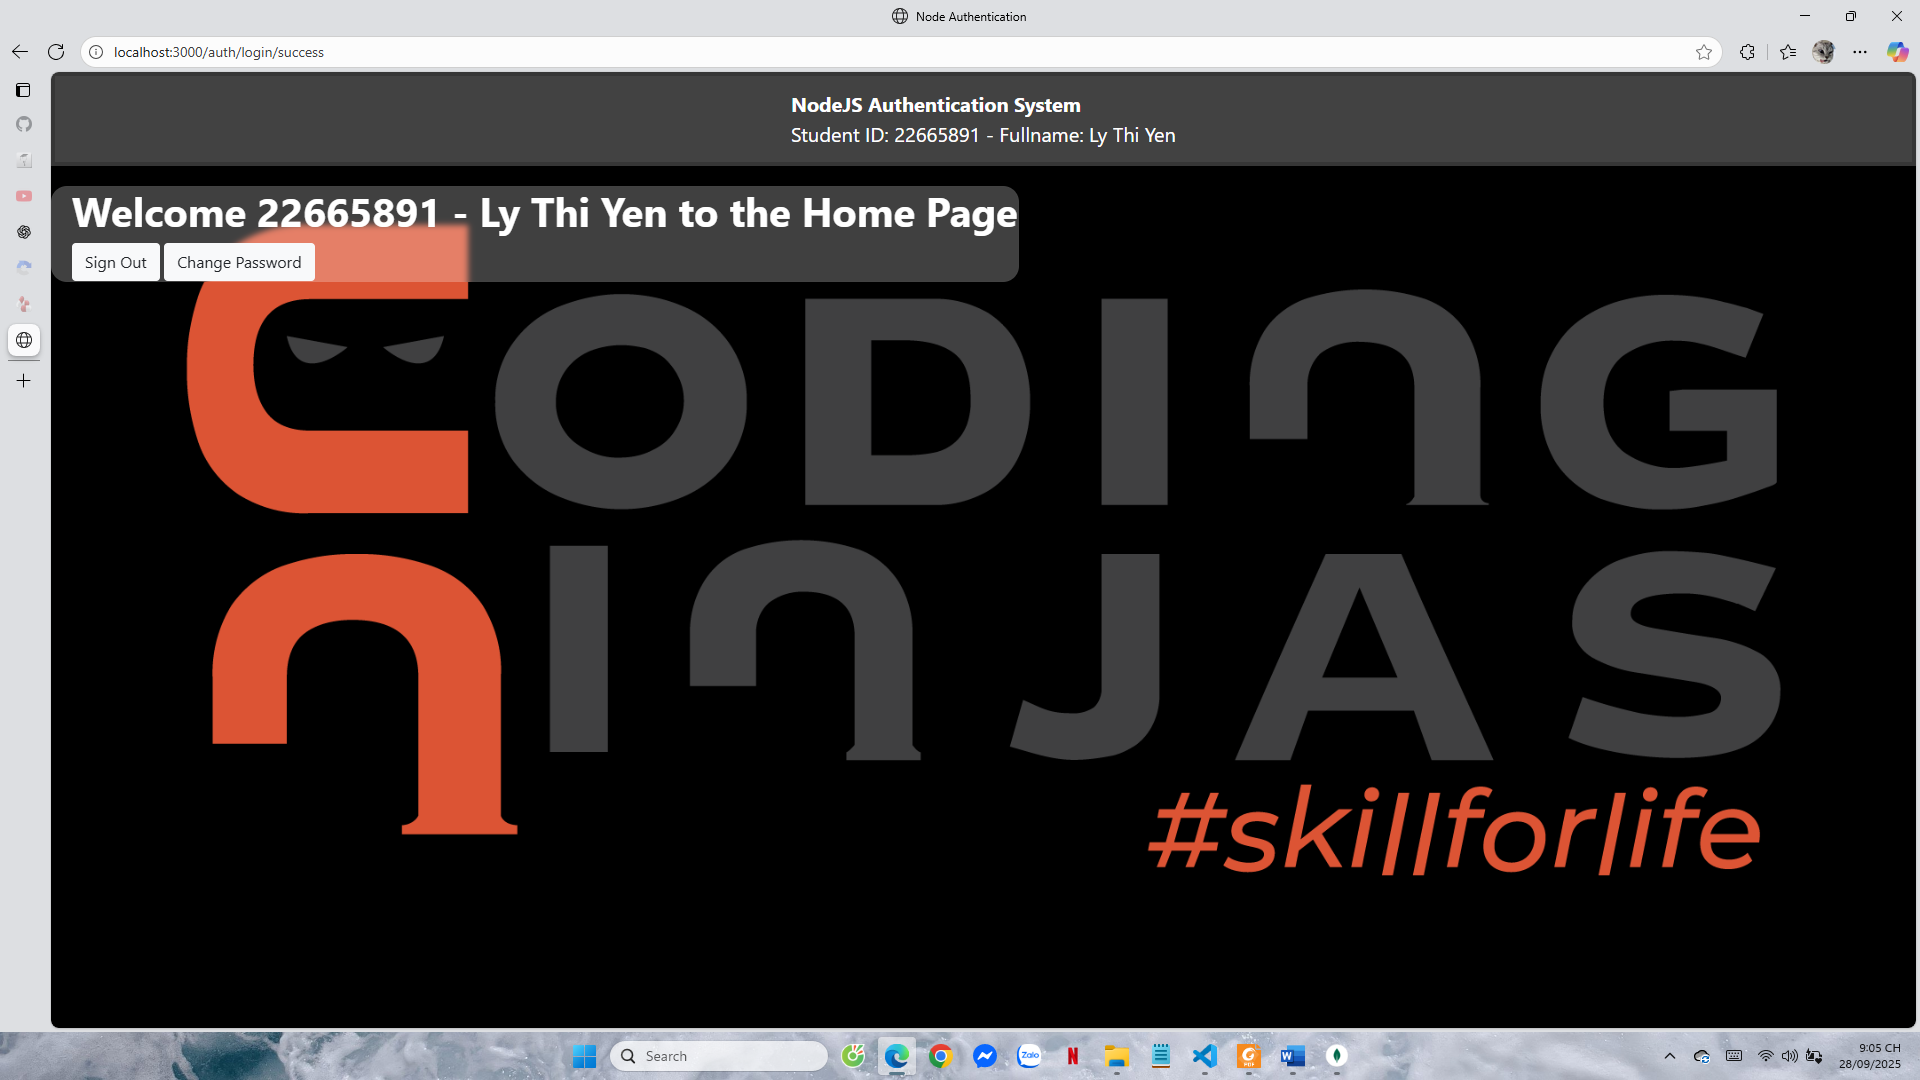 Node Authentication
localhost:3000/auth/login/success
NodeJS Authentication System
Student ID: 22665891 - Fullname: Ly Thi Yen
Welcome 22665891 - Ly Thi Yen to the Home Page
Sign Out
Change Password
CODING
NINJAS
#skillforlife
Search
Zalo
N
PDF
W
9:05 CH
28/09/2025